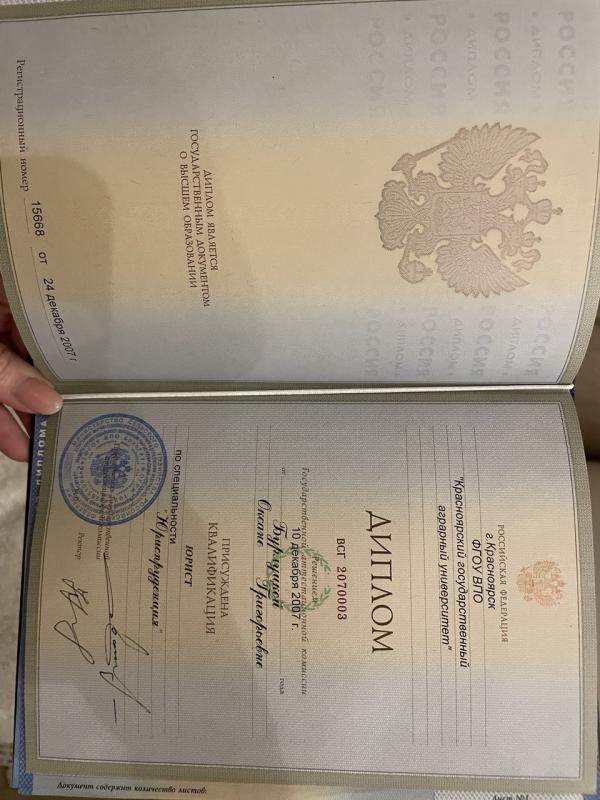 ДИПЛОМ ЯВЛЯЕТСЯ
ГОСУДАРСТВЕННЫМ ДОКУМЕНТОМ
О ВЫСШЕМ ОБРАЗОВАНИИ
Регистрационный номер 15668 от 24 декабря 2007 г
РОССИЙСКАЯ ФЕДЕРАЦИЯ
г.Красноярск
ФГОУ ВПО
"Красноярский государственный
аграрный университет"
ДИПЛОМ
ВСГ 2070003
Решением
Государственной аттестационной комиссии
от 10 декабря 2007 г. года
Оксане Григорьевне
ПРИСУЖДЕНА
КВАЛИФИКАЦИЯ
ЮРИСТ
по специальности
"Юриспруденция"
Ректор
Документ содержит количество листов: